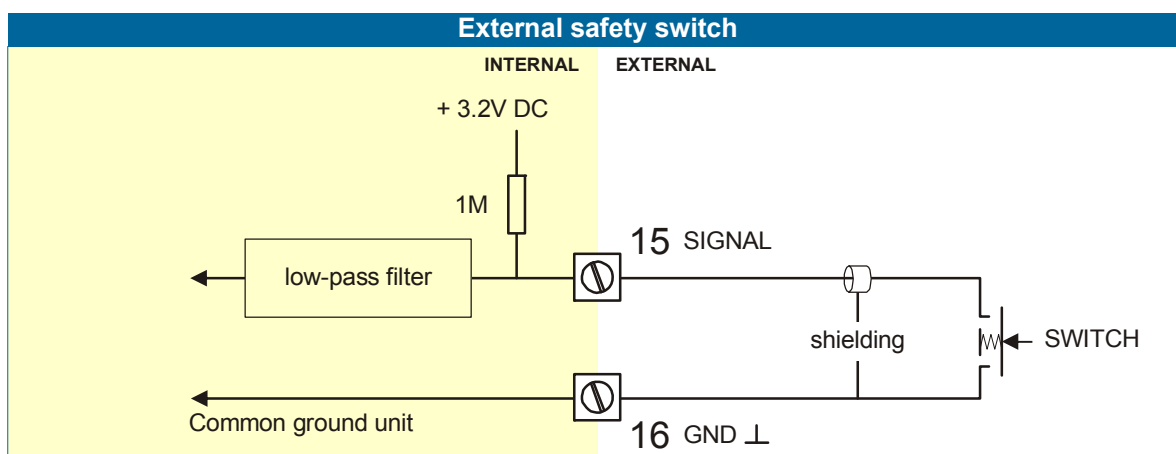 External safety switch
INTERNAL
EXTERNAL
+ 3.2V DC
1M
15 SIGNAL
low-pass filter
shielding
SWITCH
Common ground unit
16 GND ⊥